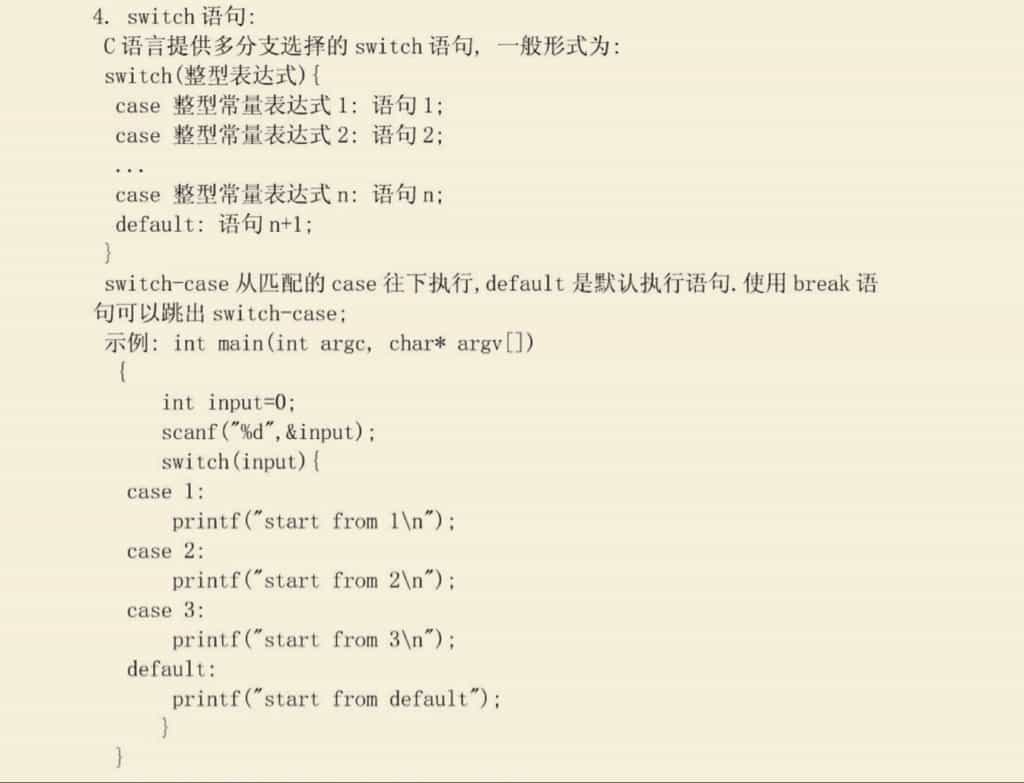 4. switch 语句:
C 语言提供多分支选择的 switch 语句, 一般形式为:
switch(整型表达式){
case 整型常量表达式 1: 语句 1;
case 整型常量表达式 2: 语句 2;
...
case 整型常量表达式 n: 语句 n;
default: 语句 n+1;
}
switch-case 从匹配的 case 往下执行,default 是默认执行语句.使用 break 语
句可以跳出 switch-case;
示例: int main(int argc, char* argv[])
{
int input=0;
scanf("%d",&input);
switch(input){
case 1:
printf("start from 1\n");
case 2:
printf("start from 2\n");
case 3:
printf("start from 3\n");
default:
printf("start from default");
}
}